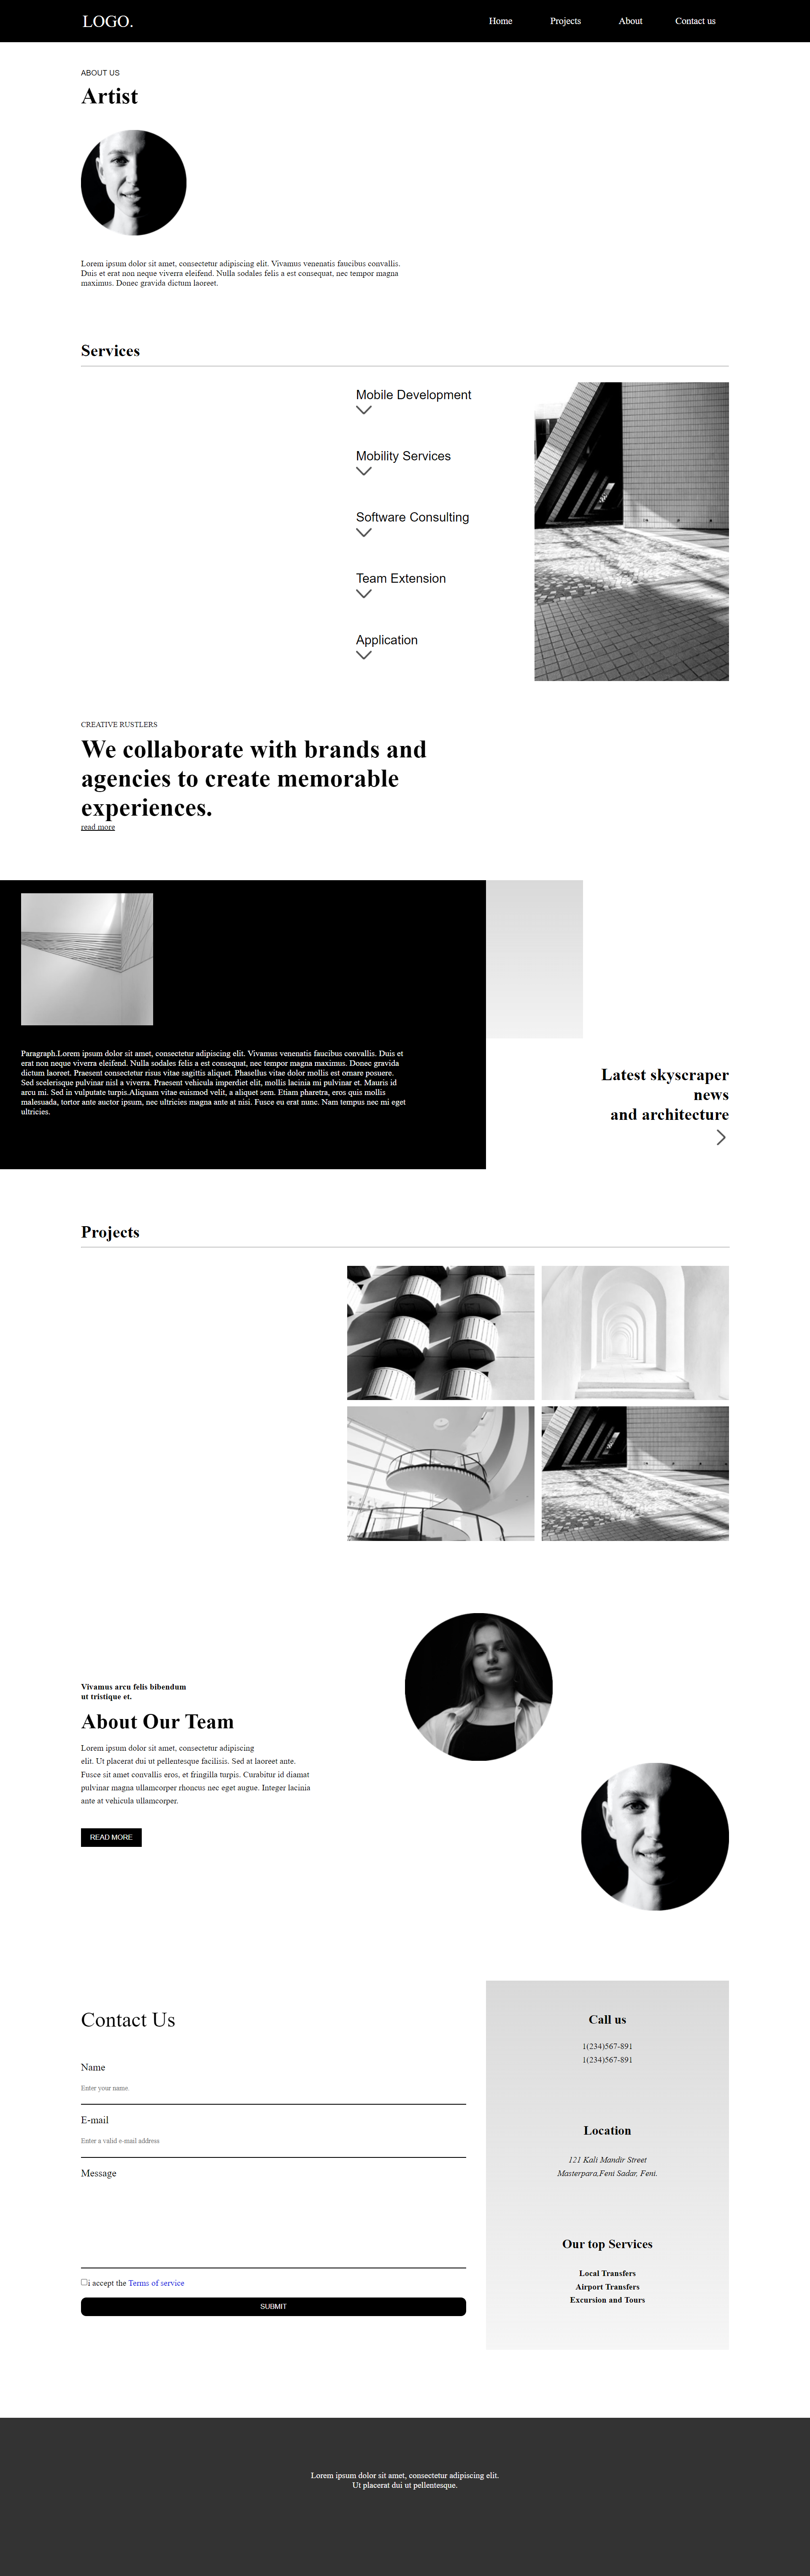 LOGO.
Home
Projects
About
Contact us
ABOUT US
Artist
Lorem ipsum dolor sit amet, consectetur adipiscing elit. Vivamus venenatis faucibus convallis.
Duis et erat non neque viverra eleifend. Nulla sodales felis a est consequat, nec tempor magna
maximus. Donec gravida dictum laoreet.
Services
Mobile Development
Mobility Services
Software Consulting
Team Extension
Application
CREATIVE RUSTLERS
We collaborate with brands and
agencies to create memorable
experiences.
read more
Paragraph.Lorem ipsum dolor sit amet, consectetur adipiscing elit. Vivamus venenatis faucibus convallis. Duis et
erat non neque viverra eleifend. Nulla sodales felis a est consequat, nec tempor magna maximus. Donec gravida
dictum laoreet. Praesent consectetur risus vitae sagittis aliquet. Phasellus vitae dolor mollis est ornare posuere.
Sed scelerisque pulvinar nisl a viverra. Praesent vehicula imperdiet elit, mollis lacinia mi pulvinar et. Mauris id
arcu mi. Sed in vulputate turpis.Aliquam vitae euismod velit, a aliquet sem. Etiam pharetra, eros quis mollis
malesuada, tortor ante auctor ipsum, nec ultricies magna ante at nisi. Fusce eu erat nunc. Nam tempus nec mi eget
ultricies.
Latest skyscraper
news
and architecture
Projects
Vivamus arcu felis bibendum
ut tristique et.
About Our Team
Lorem ipsum dolor sit amet, consectetur adipiscing
elit. Ut placerat dui ut pellentesque facilisis. Sed at laoreet ante.
Fusce sit amet convallis eros, et fringilla turpis. Curabitur id diamat
pulvinar magna ullamcorper rhoncus nec eget augue. Integer lacinia
ante at vehicula ullamcorper.
READ MORE
Contact Us
Name
Enter your name.
E-mail
Enter a valid e-mail address
Message
i accept the Terms of service
SUBMIT
Call us
1(234)567-891
1(234)567-891
Location
121 Kali Mandir Street
Masterpara,Feni Sadar, Feni.
Our top Services
Local Transfers
Airport Transfers
Excursion and Tours
Lorem ipsum dolor sit amet, consectetur adipiscing elit.
Ut placerat dui ut pellentesque.